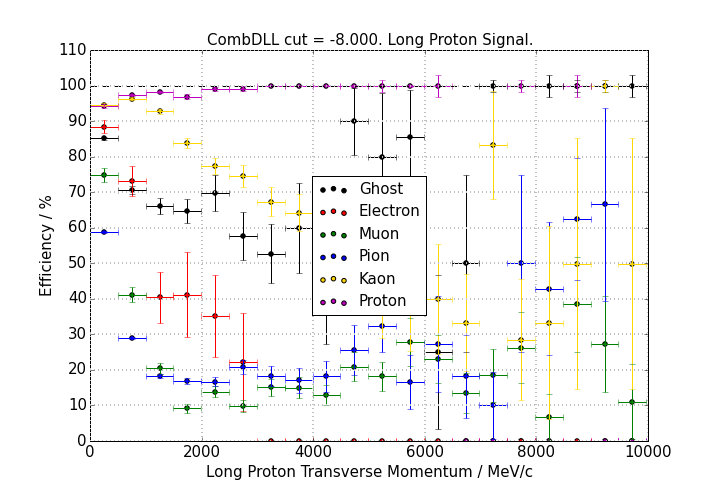 CombDLL cut = -8.000. Long Proton Signal.
110
100
90
80
70
60
50
40
30
20
10
0
Efficiency / %
Ghost
Electron
Muon
Pion
Kaon
Proton
0 2000 4000 6000 8000 10000
Long Proton Transverse Momentum / MeV/c